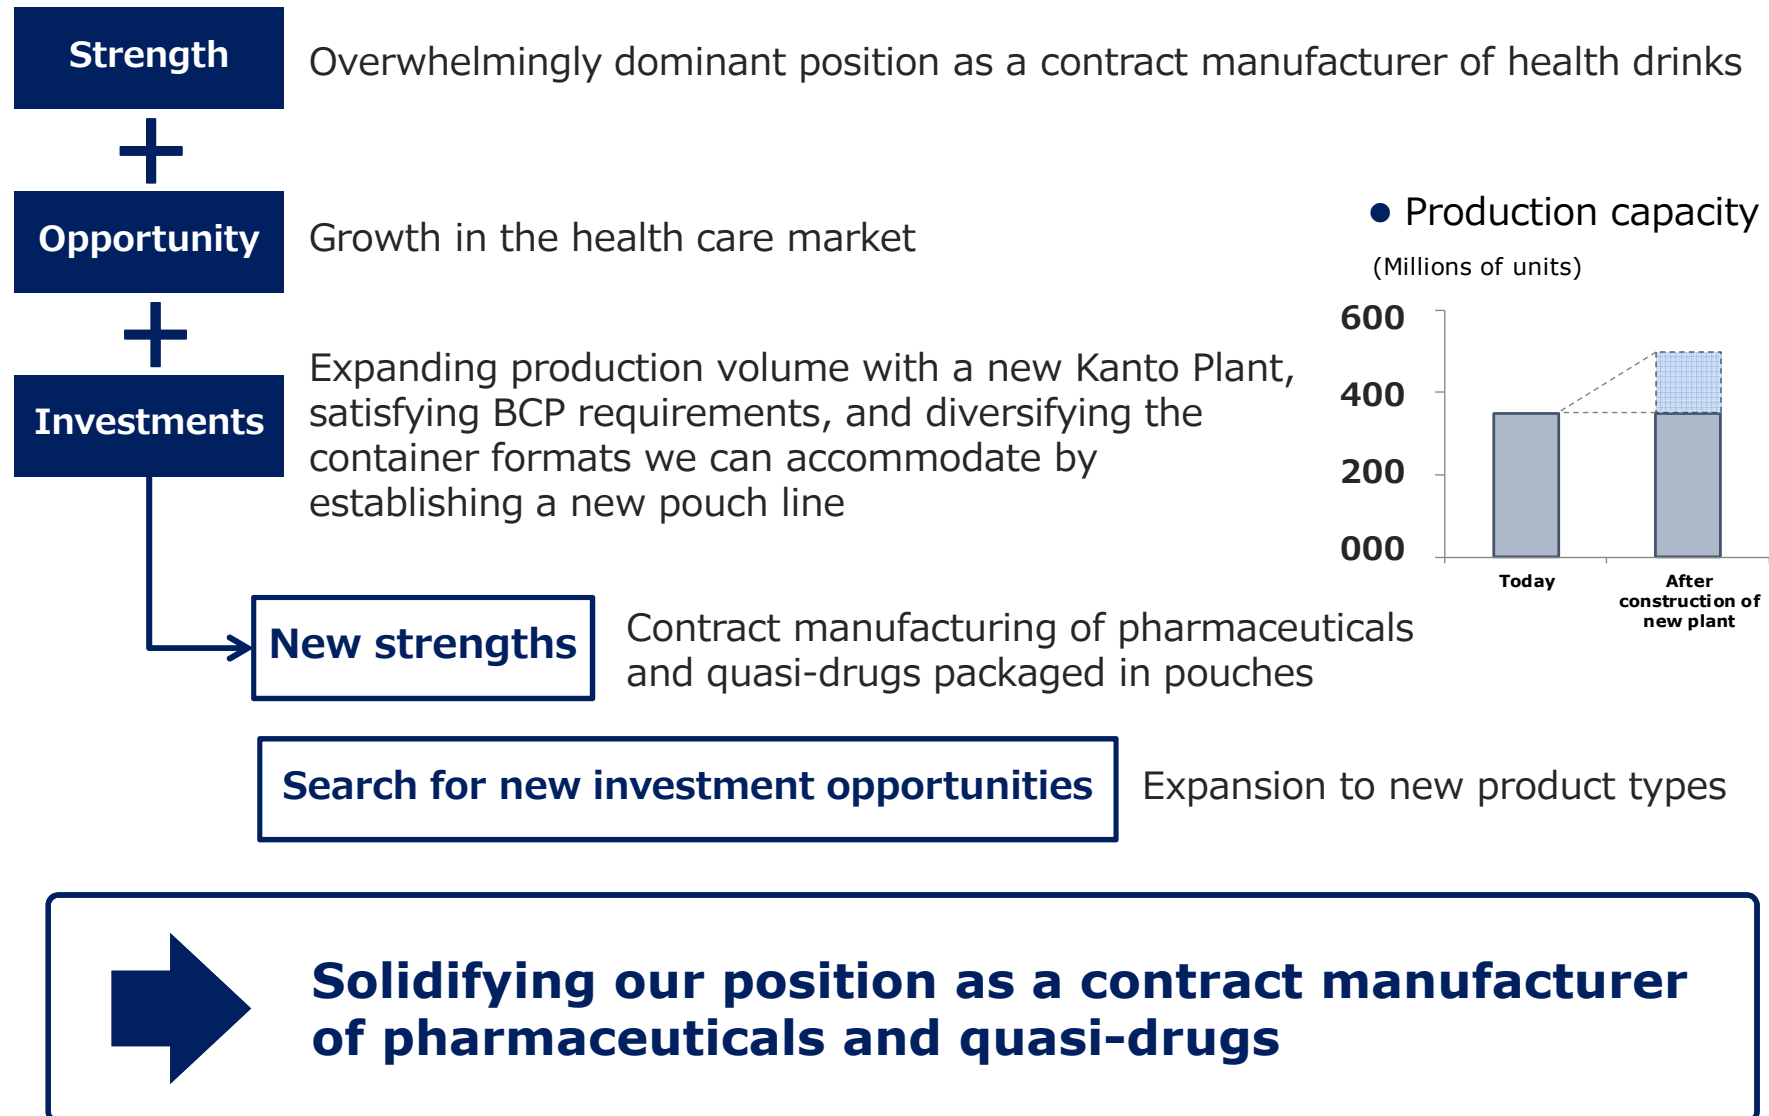 Strength
Overwhelmingly dominant position as a contract manufacturer of health drinks
Opportunity
Growth in the health care market
Investments
Expanding production volume with a new Kanto Plant,
satisfying BCP requirements, and diversifying the
container formats we can accommodate by
establishing a new pouch line
● Production capacity
(Millions of units)
600
400
200
000
Today
After
construction of
new plant
New strengths
Contract manufacturing of pharmaceuticals
and quasi-drugs packaged in pouches
Search for new investment opportunities
Expansion to new product types
Solidifying our position as a contract manufacturer
of pharmaceuticals and quasi-drugs